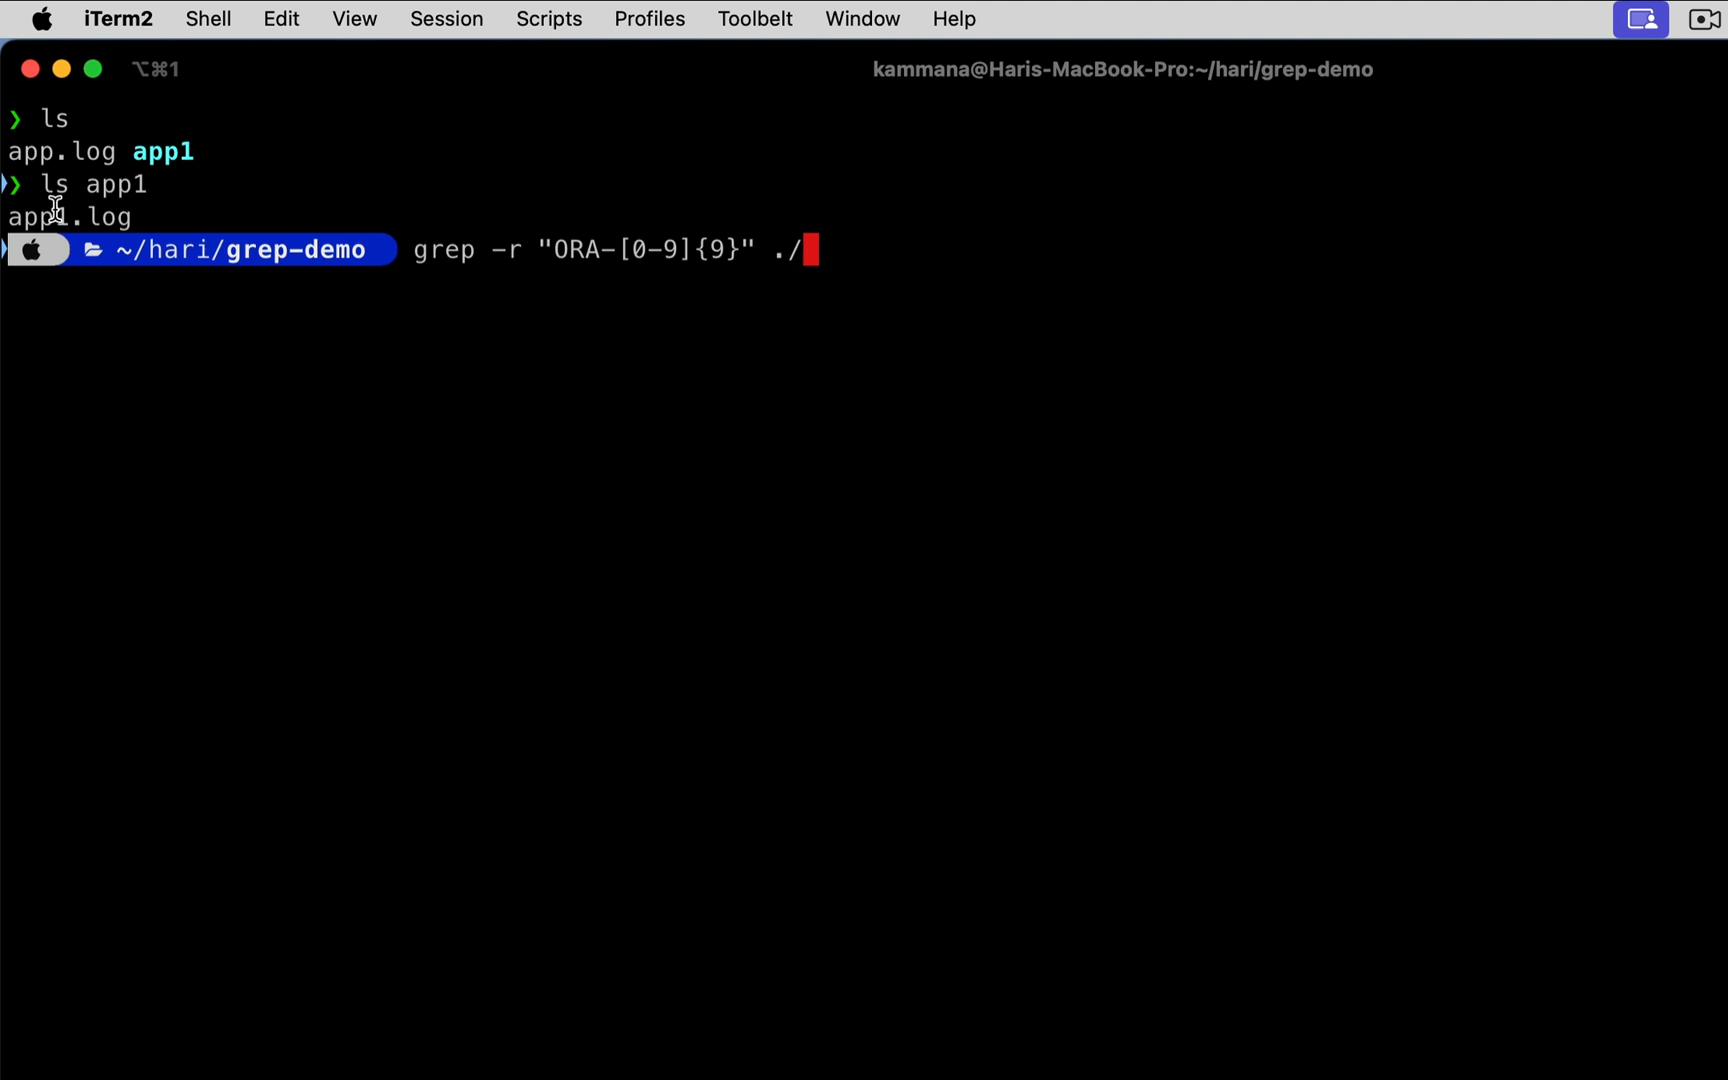 iTerm2 Shell Edit View Session Scripts Profiles Toolbelt Window Help
⌥⌘1 kammana@Haris-MacBook-Pro:~/hari/grep-demo
❯ ls
app.log app1
❯ ls app1
app1.log
~/hari/grep-demo grep -r "ORA-[0-9]{9}" ./